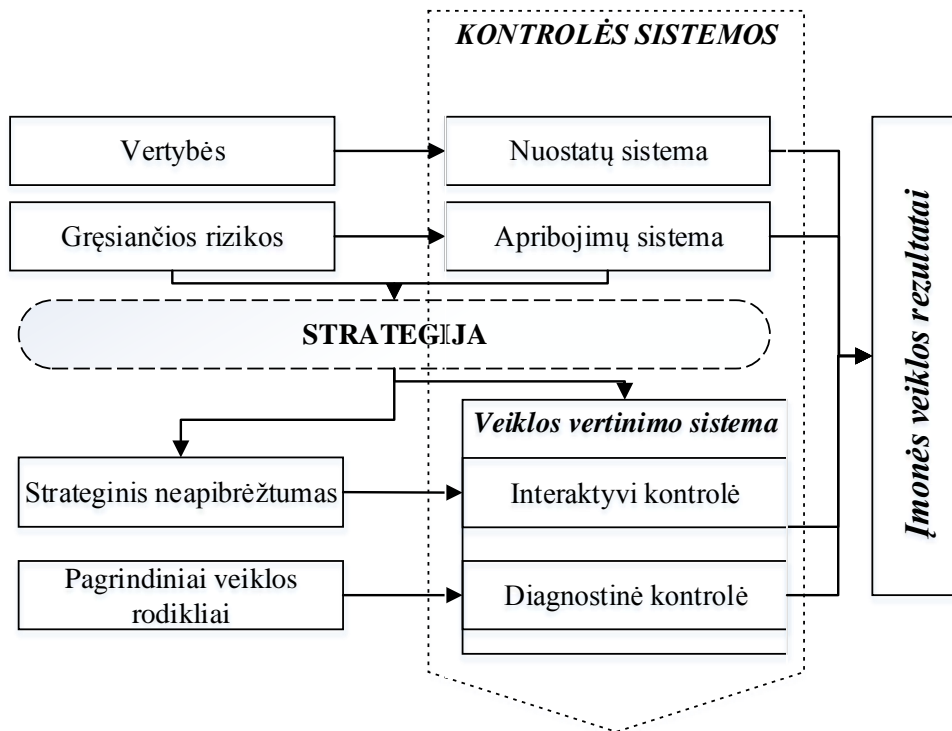 KONTROLĖS SISTEMOS
Vertybės
Nuostatų sistema
Gręsiančios rizikos
Apribojimų sistema
STRATEGIJA
Veiklos vertinimo sistema
Strateginis neapibrėžtumas
Interaktyvi kontrolė
Pagrindiniai veiklos
rodikliai
Diagnostinė kontrolė
Įmonės veiklos rezultatai